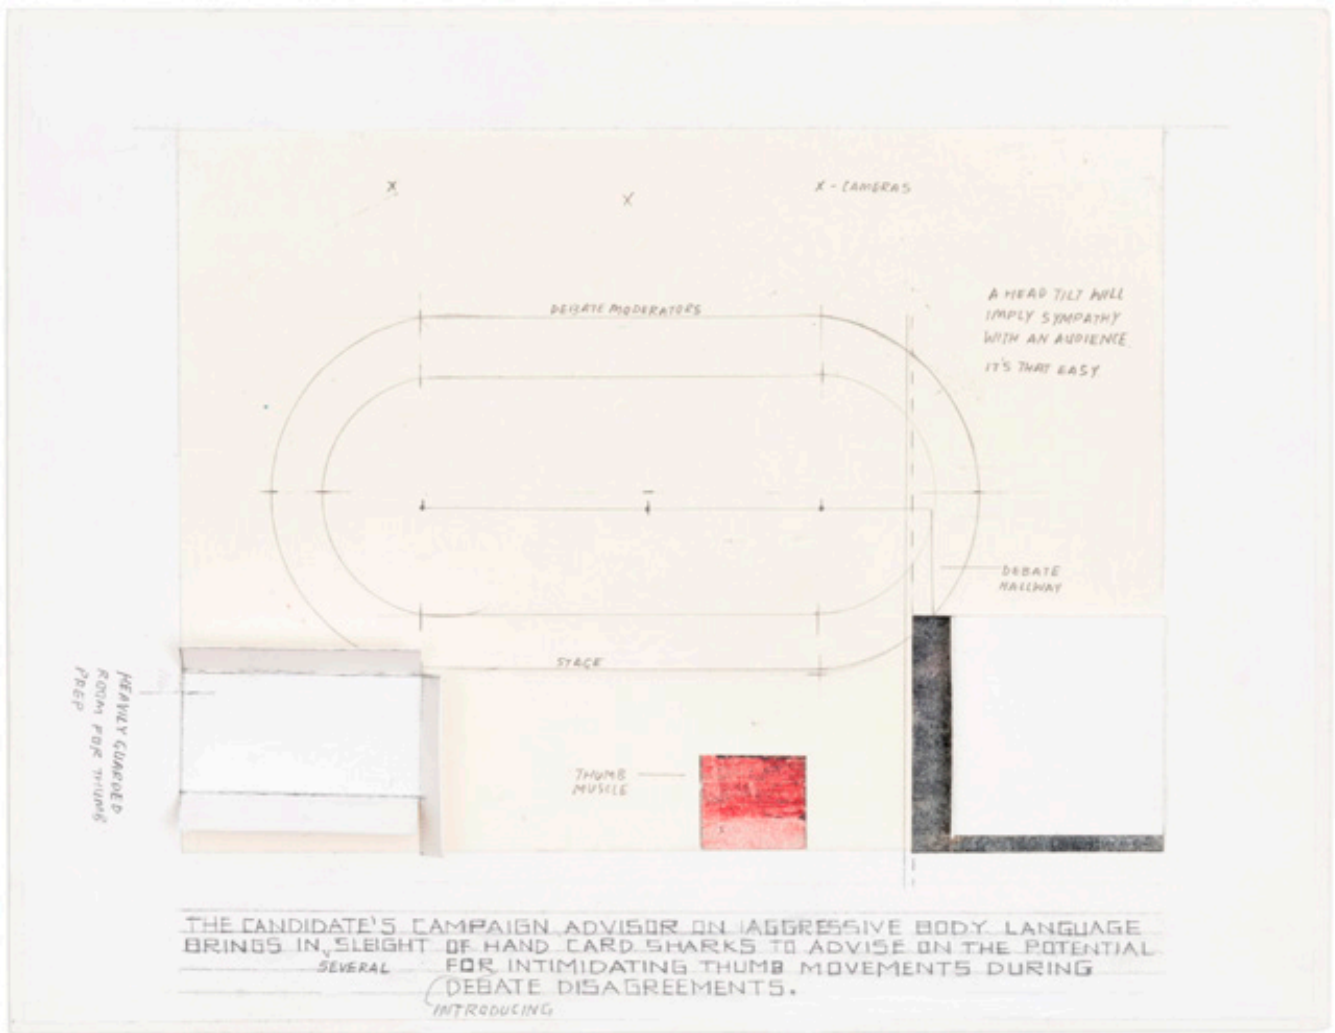 X
X
X - CAMERAS
DEBATE MODERATORS
A HEAD TILT WILL
IMPLY SYMPATHY
WITH AN AUDIENCE
IT'S THAT EASY
DEBATE
HALLWAY
STAGE
HEAVILY GUARDED
ROOM FOR THUMB
PREP
THUMB
MUSCLE
THE CANDIDATE'S CAMPAIGN ADVISOR ON AGGRESSIVE BODY LANGUAGE
BRINGS IN SLEIGHT OF HAND CARD SHARKS TO ADVISE ON THE POTENTIAL
SEVERAL FOR INTIMIDATING THUMB MOVEMENTS DURING
DEBATE DISAGREEMENTS.
INTRODUCING